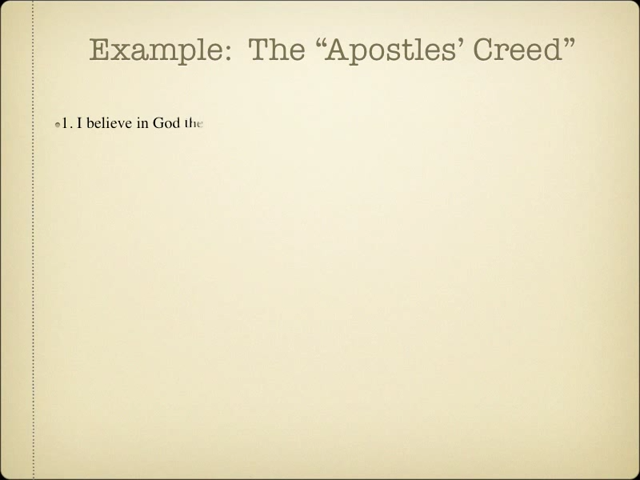 Example: The “Apostles’ Creed”
1. I believe in God the